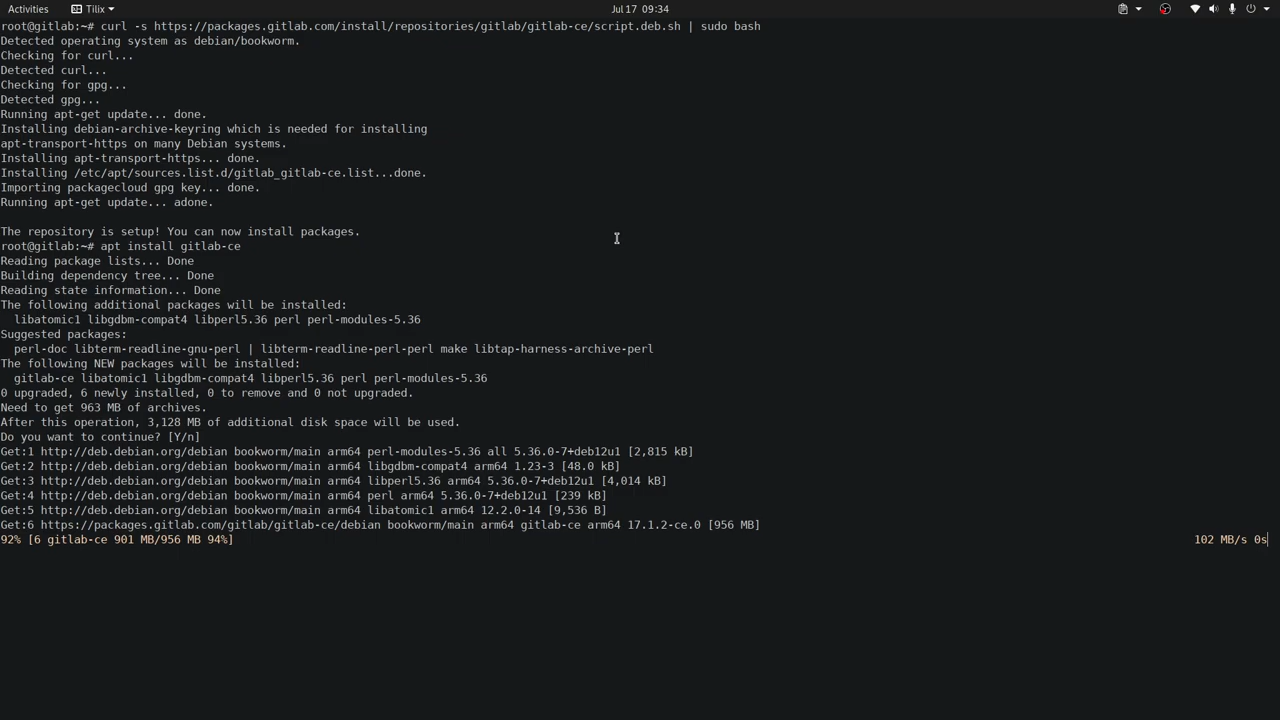 Activities Tilix Jul 17 09:34
root@gitlab:~# curl -s https://packages.gitlab.com/install/repositories/gitlab/gitlab-ce/script.deb.sh | sudo bash
Detected operating system as debian/bookworm.
Checking for curl...
Detected curl...
Checking for gpg...
Detected gpg...
Running apt-get update... done.
Installing debian-archive-keyring which is needed for installing
apt-transport-https on many Debian systems.
Installing apt-transport-https... done.
Installing /etc/apt/sources.list.d/gitlab_gitlab-ce.list...done.
Importing packagecloud gpg key... done.
Running apt-get update... adone.
The repository is setup! You can now install packages.
root@gitlab:~# apt install gitlab-ce
Reading package lists... Done
Building dependency tree... Done
Reading state information... Done
The following additional packages will be installed:
libatomic1 libgdbm-compat4 libperl5.36 perl perl-modules-5.36
Suggested packages:
perl-doc libterm-readline-gnu-perl | libterm-readline-perl-perl make libtap-harness-archive-perl
The following NEW packages will be installed:
gitlab-ce libatomic1 libgdbm-compat4 libperl5.36 perl perl-modules-5.36
0 upgraded, 6 newly installed, 0 to remove and 0 not upgraded.
Need to get 963 MB of archives.
After this operation, 3,128 MB of additional disk space will be used.
Do you want to continue? [Y/n]
Get:1 http://deb.debian.org/debian bookworm/main arm64 perl-modules-5.36 all 5.36.0-7+deb12u1 [2,815 kB]
Get:2 http://deb.debian.org/debian bookworm/main arm64 libgdbm-compat4 arm64 1.23-3 [48.0 kB]
Get:3 http://deb.debian.org/debian bookworm/main arm64 libperl5.36 arm64 5.36.0-7+deb12u1 [4,014 kB]
Get:4 http://deb.debian.org/debian bookworm/main arm64 perl arm64 5.36.0-7+deb12u1 [239 kB]
Get:5 http://deb.debian.org/debian bookworm/main arm64 libatomic1 arm64 12.2.0-14 [9,536 B]
Get:6 https://packages.gitlab.com/gitlab/gitlab-ce/debian bookworm/main arm64 gitlab-ce arm64 17.1.2-ce.0 [956 MB]
92% [6 gitlab-ce 901 MB/956 MB 94%] 102 MB/s 0s